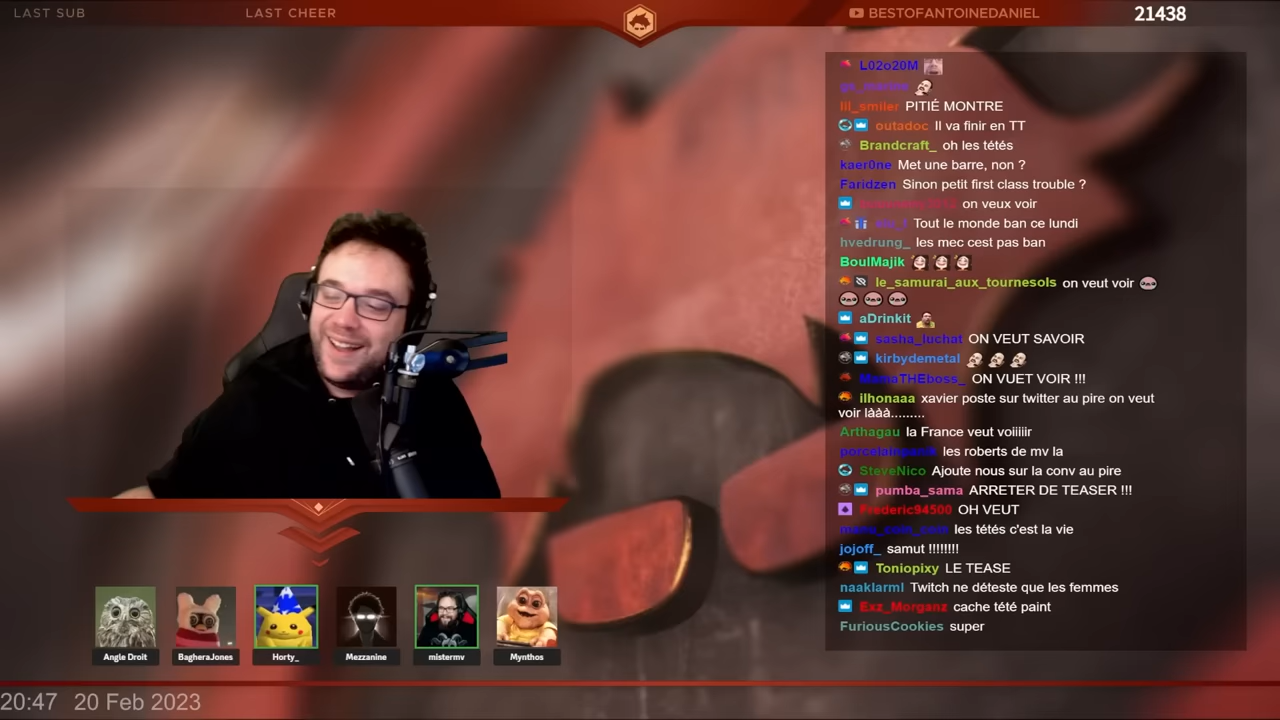 LAST SUB
LAST CHEER
BESTOFANTOINEDANIEL
21438
L02o20M
lil_smiler PITIÉ MONTRE
outadoc Il va finir en TT
Brandcraft_ oh les tétés
kaer0ne Met une barre, non ?
Faridzen Sinon petit first class trouble ?
on veux voir
Tout le monde ban ce lundi
hvedrung_ les mec cest pas ban
BoulMajik
le_samurai_aux_tournesols on veut voir
aDrinkit
sasha_luchat ON VEUT SAVOIR
kirbydemetal
MamaTHEboss_ ON VUET VOIR !!!
ilhonaaa xavier poste sur twitter au pire on veut
voir lààà.........
Arthagau la France veut voiiiiir
les roberts de mv la
SteveNico Ajoute nous sur la conv au pire
pumba_sama ARRETER DE TEASER !!!
Frederic94500 OH VEUT
les tétés c'est la vie
jojoff_ samut !!!!!!!!
Toniopixy LE TEASE
naaklarml Twitch ne déteste que les femmes
Exz_Morganz cache tété paint
FuriousCookies super
Angle Droit
BagheraJones
Horty_
Mezzanine
mistermv
Mynthos
20:47 20 Feb 2023